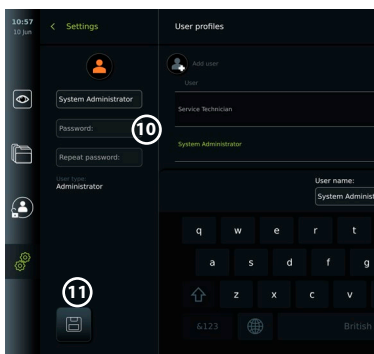 10:57
10 Jun
Settings
User profiles
Add user
User
System Administrator
Service Technician
Password:
10
System Administrator
Repeat password:
User type:
Administrator
User name:
System Administ
q w e r t
a s d f g
11
z x c v
&123
British